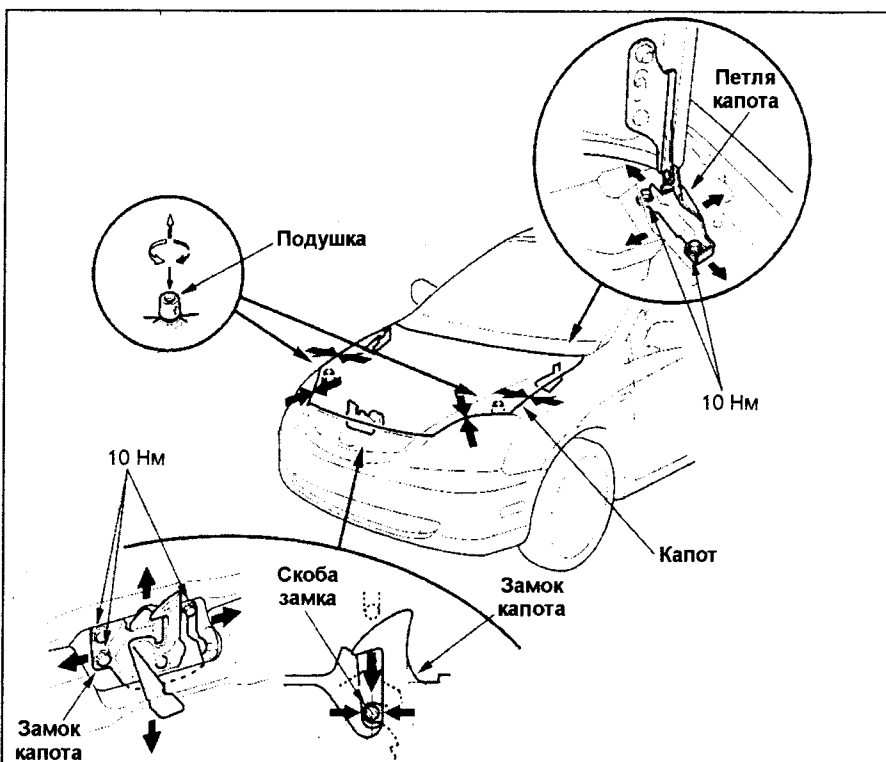 Петля
капота
Подушка
10 Нм
10 Нм
Капот
Скоба
замка
Замок
капота
Замок
капота